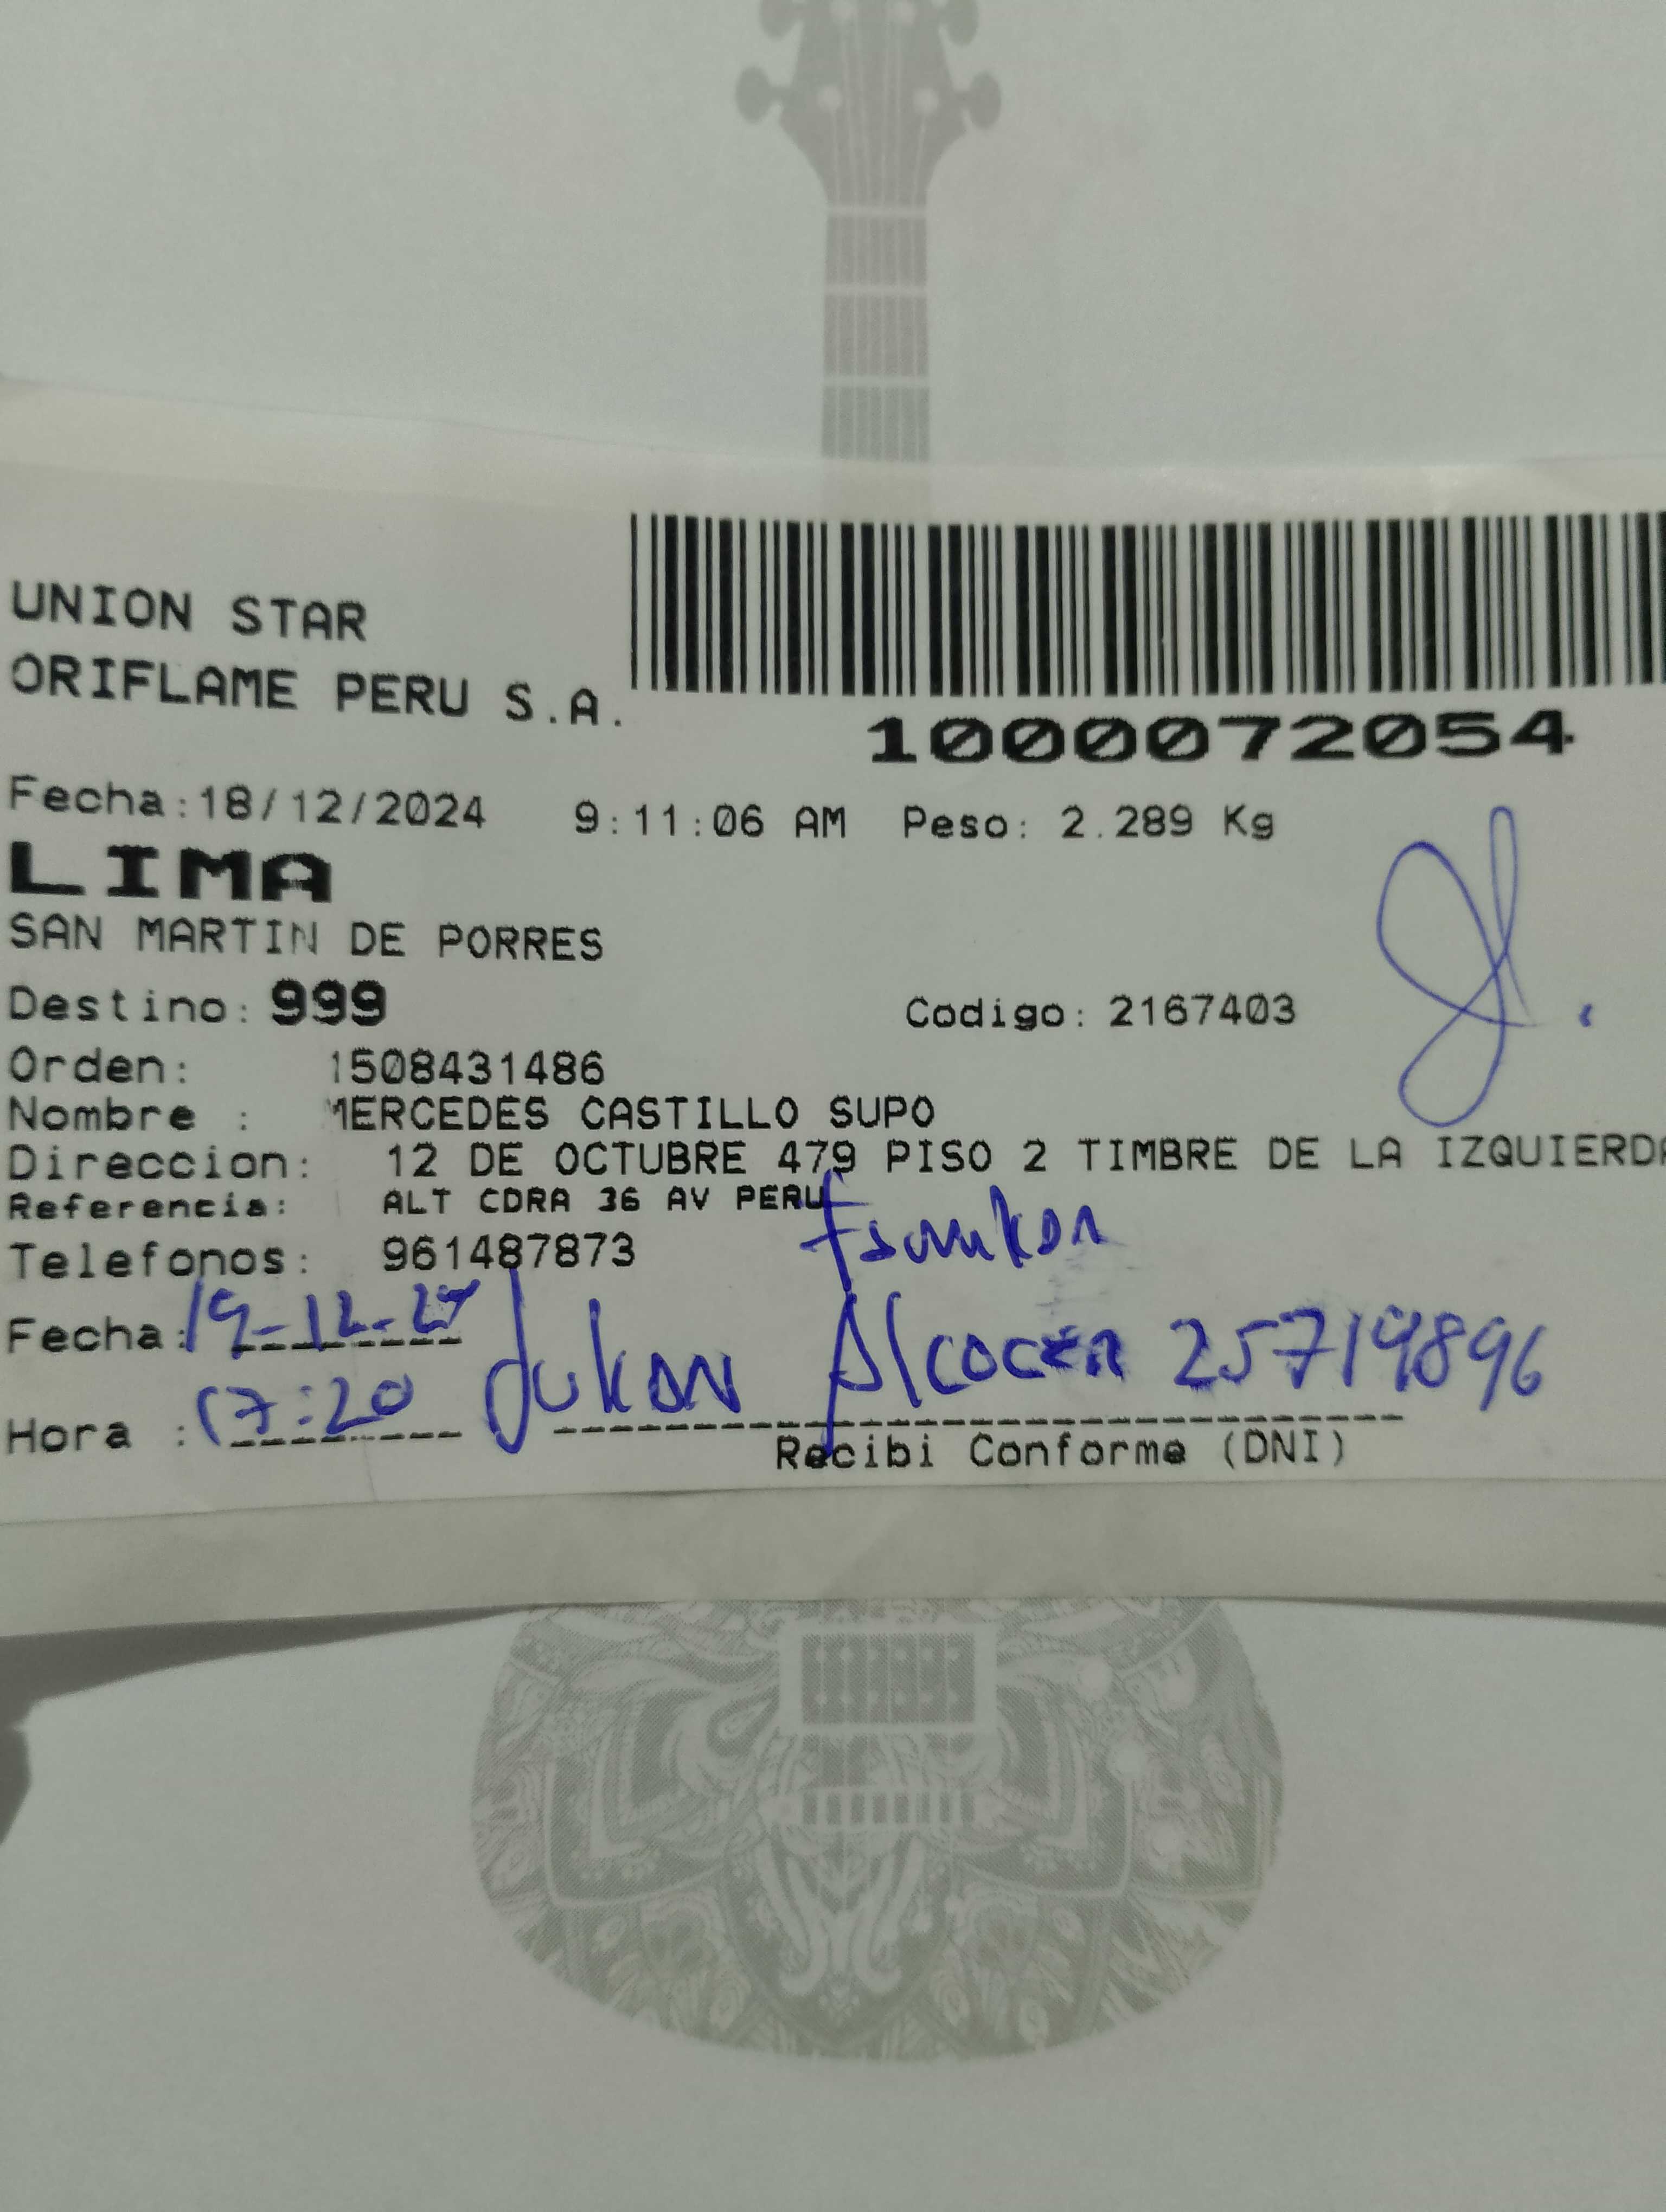 UNION STAR
ORIFLAME PERU S.A.
1000072054
Fecha:18/12/2024 9:11:06 AM Peso: 2.289 Kg
LIMA
SAN MARTIN DE PORRES
Destino: 999 Codigo: 2167403
Orden: 1508431486
Nombre : MERCEDES CASTILLO SUPO
Direccion: 12 DE OCTUBRE 479 PISO 2 TIMBRE DE LA IZQUIERDA
Referencia: ALT CDRA 36 AV PERU
Telefonos: 961487873
Fecha: 19-12-24
Hora : 17:20 Alcocer 25719896
Recibi Conforme (DNI)